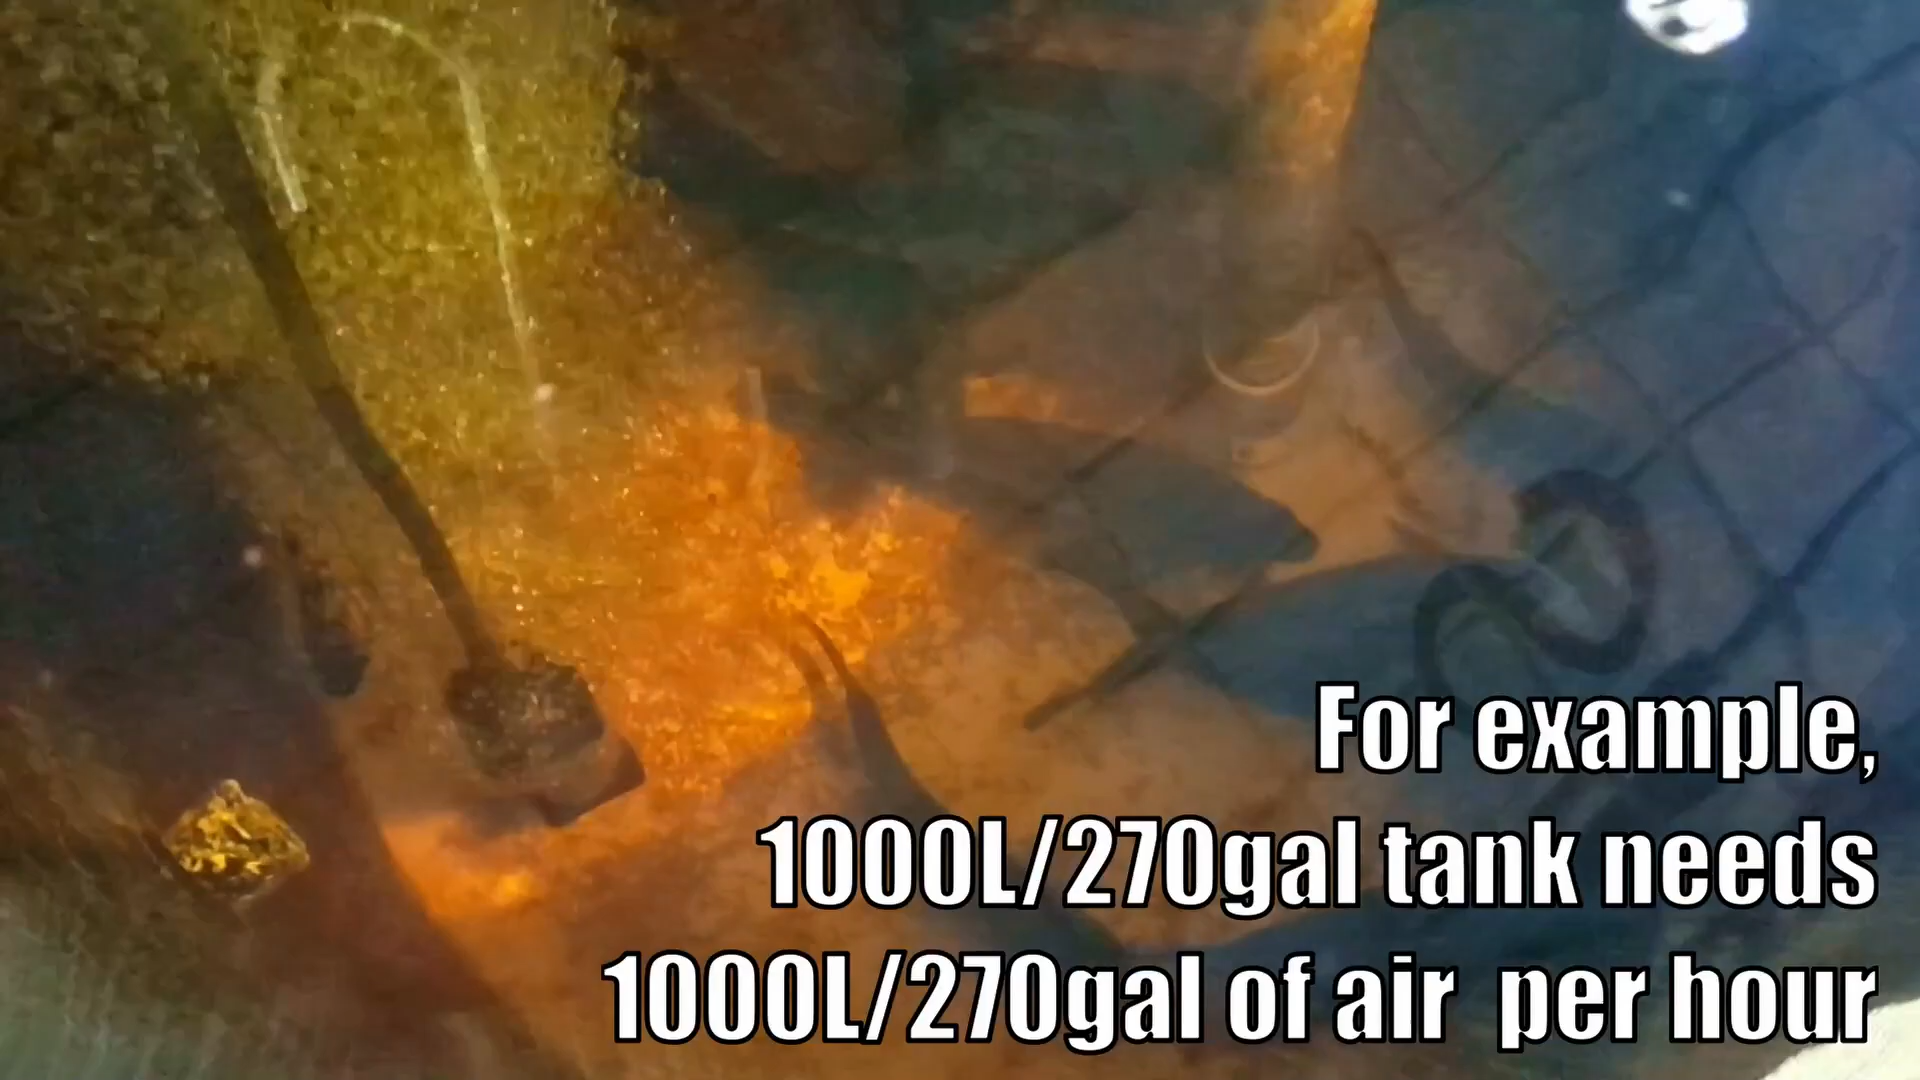 For example,
1000L/270gal tank needs
1000L/270gal of air  per hour